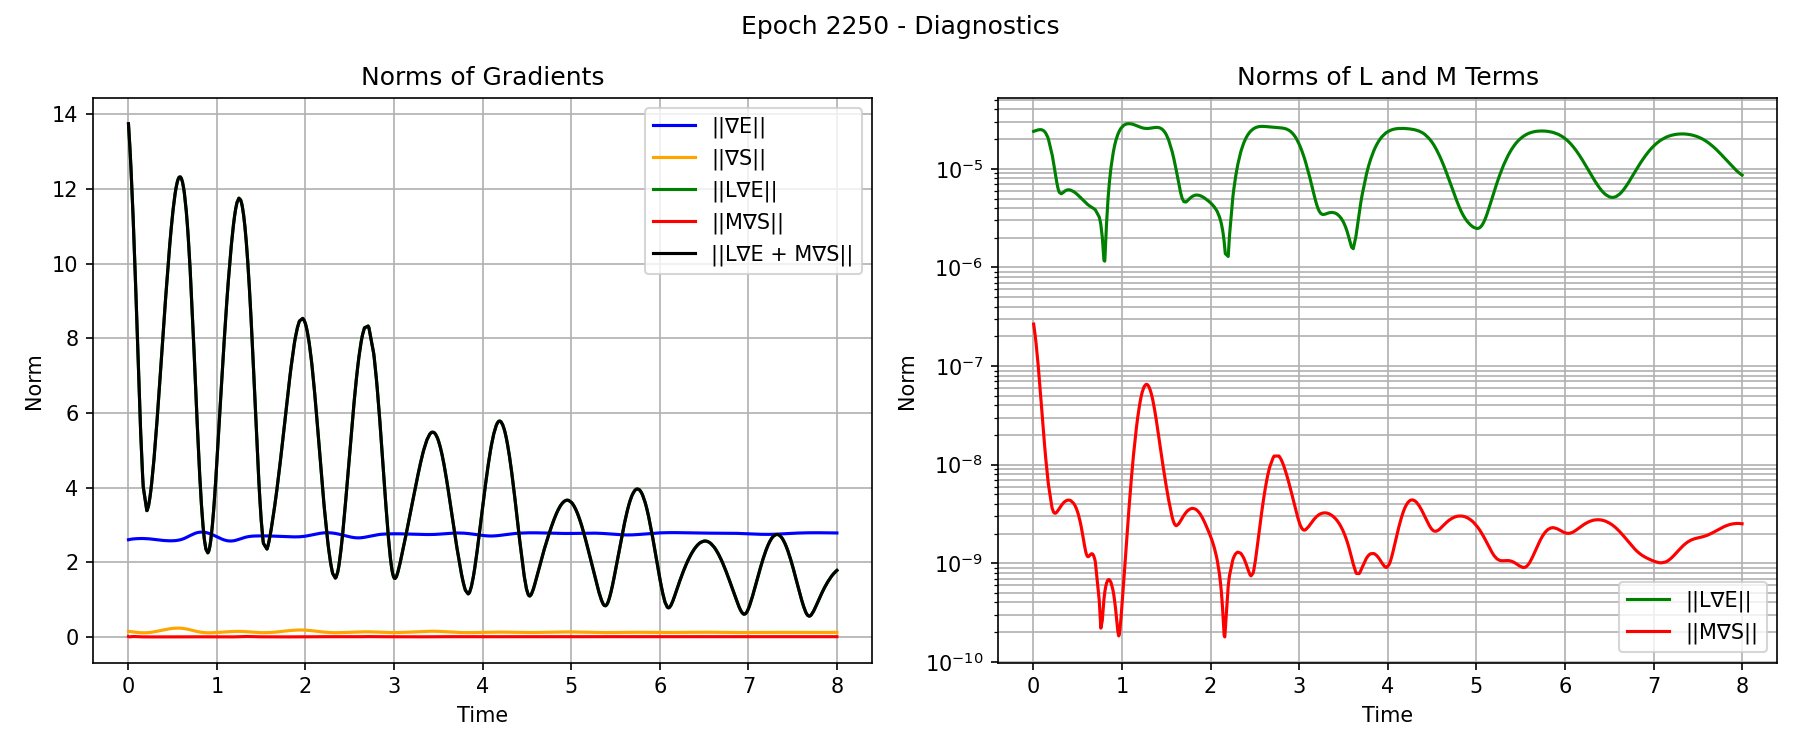 Epoch 2250 - Diagnostics
Norms of Gradients
14
12
10
8
6
4
2
0
Norm
0 1 2 3 4 5 6 7 8
Time
||∇E||
||∇S||
||L∇E||
||M∇S||
||L∇E + M∇S||
Norms of L and M Terms
10⁻⁵
10⁻⁶
10⁻⁷
10⁻⁸
10⁻⁹
10⁻¹⁰
Norm
0 1 2 3 4 5 6 7 8
Time
||L∇E||
||M∇S||